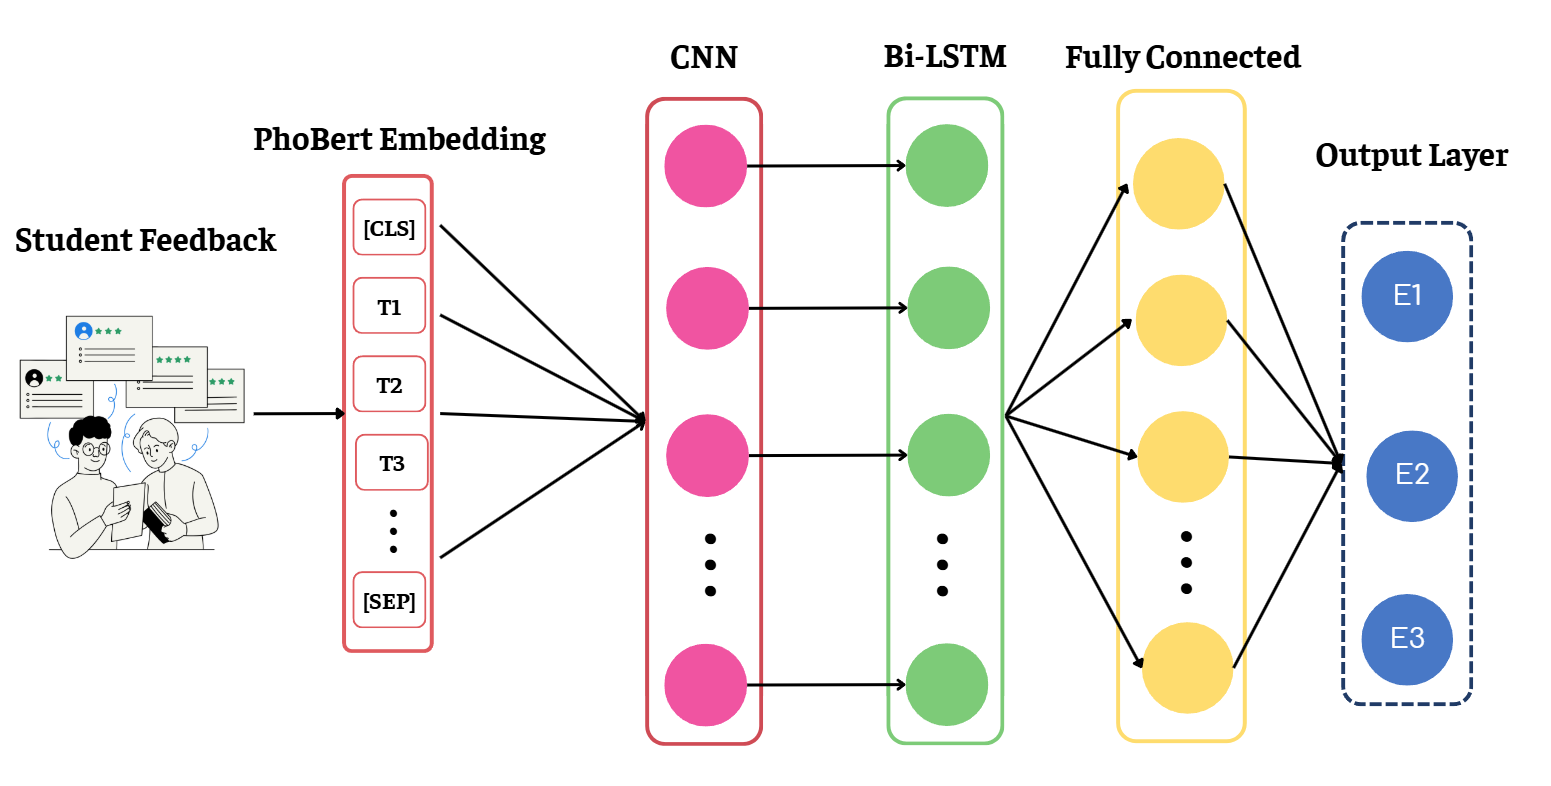 Student Feedback
PhoBert Embedding
[CLS]
T1
T2
T3
[SEP]
CNN
Bi-LSTM
Fully Connected
Output Layer
E1
E2
E3